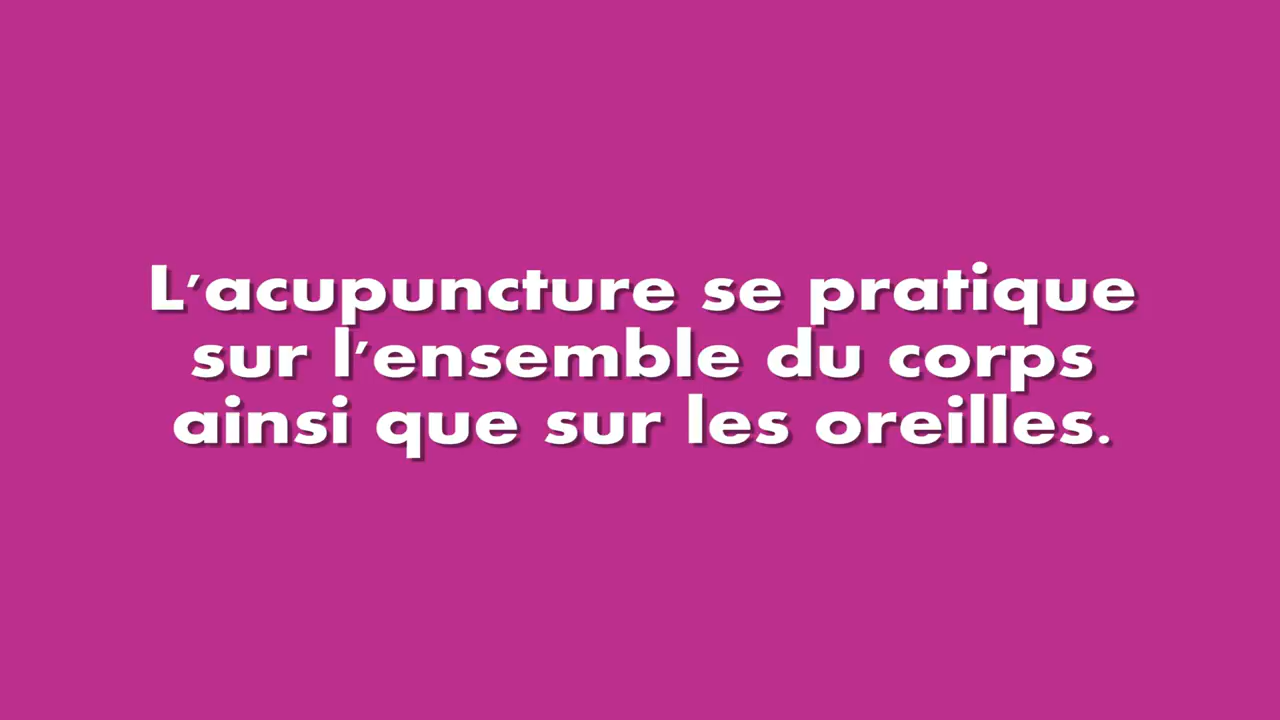 L'acupuncture se pratique
sur l'ensemble du corps
ainsi que sur les oreilles.